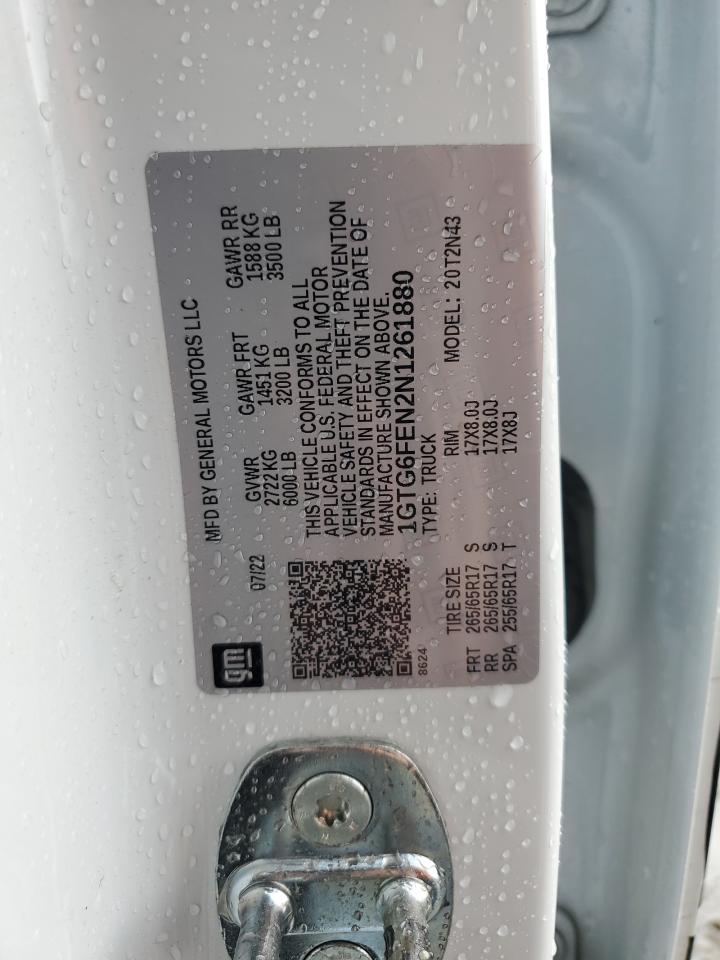 MFD BY GENERAL MOTORS LLC
07/22
GVWR GAWR FRT GAWR RR
2722 KG 1451 KG 1588 KG
6000 LB 3200 LB 3500 LB
THIS VEHICLE CONFORMS TO ALL
APPLICABLE U.S. FEDERAL MOTOR
VEHICLE SAFETY AND THEFT PREVENTION
STANDARDS IN EFFECT ON THE DATE OF
MANUFACTURE SHOWN ABOVE.
1GTG6FEN2N1261880
TYPE: TRUCK
8624
MODEL: 20T2N43
TIRE SIZE RIM
FRT 265/65R17 S 17X8.0J
RR 265/65R17 S 17X8.0J
SPA 255/65R17 T 17X8J
gm